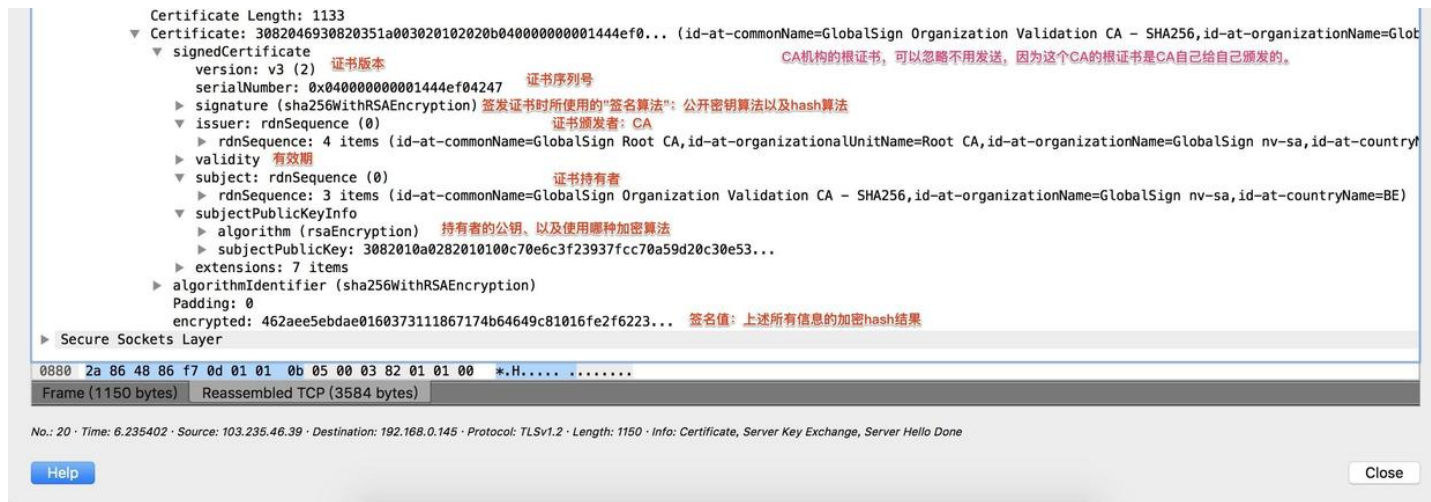 Certificate Length: 1133
Certificate: 3082046930820351a003020102020b040000000001444ef0... (id-at-commonName=GlobalSign Organization Validation CA - SHA256,id-at-organizationName=Glob
signedCertificate CA机构的根证书，可以忽略不用发送，因为这个CA的根证书是CA自己给自己颁发的。
version: v3 (2) 证书版本
serialNumber: 0x040000000001444ef04247 证书序列号
signature (sha256WithRSAEncryption) 签发证书时所使用的"签名算法"：公开密钥算法以及hash算法
issuer: rdnSequence (0) 证书颁发者：CA
rdnSequence: 4 items (id-at-commonName=GlobalSign Root CA,id-at-organizationalUnitName=Root CA,id-at-organizationName=GlobalSign nv-sa,id-at-country
validity 有效期
subject: rdnSequence (0) 证书持有者
rdnSequence: 3 items (id-at-commonName=GlobalSign Organization Validation CA - SHA256,id-at-organizationName=GlobalSign nv-sa,id-at-countryName=BE)
subjectPublicKeyInfo
algorithm (rsaEncryption) 持有者的公钥、以及使用哪种加密算法
subjectPublicKey: 3082010a0282010100c70e6c3f23937fcc70a59d20c30e53...
extensions: 7 items
algorithmIdentifier (sha256WithRSAEncryption)
Padding: 0
encrypted: 462aee5ebdae0160373111867174b64649c81016fe2f6223... 签名值：上述所有信息的加密hash结果
Secure Sockets Layer
0880 2a 86 48 86 f7 0d 01 01 0b 05 00 03 82 01 01 00 *.H..... ........
Frame (1150 bytes) Reassembled TCP (3584 bytes)
No.: 20 · Time: 6.235402 · Source: 103.235.46.39 · Destination: 192.168.0.145 · Protocol: TLSv1.2 · Length: 1150 · Info: Certificate, Server Key Exchange, Server Hello Done
Help Close